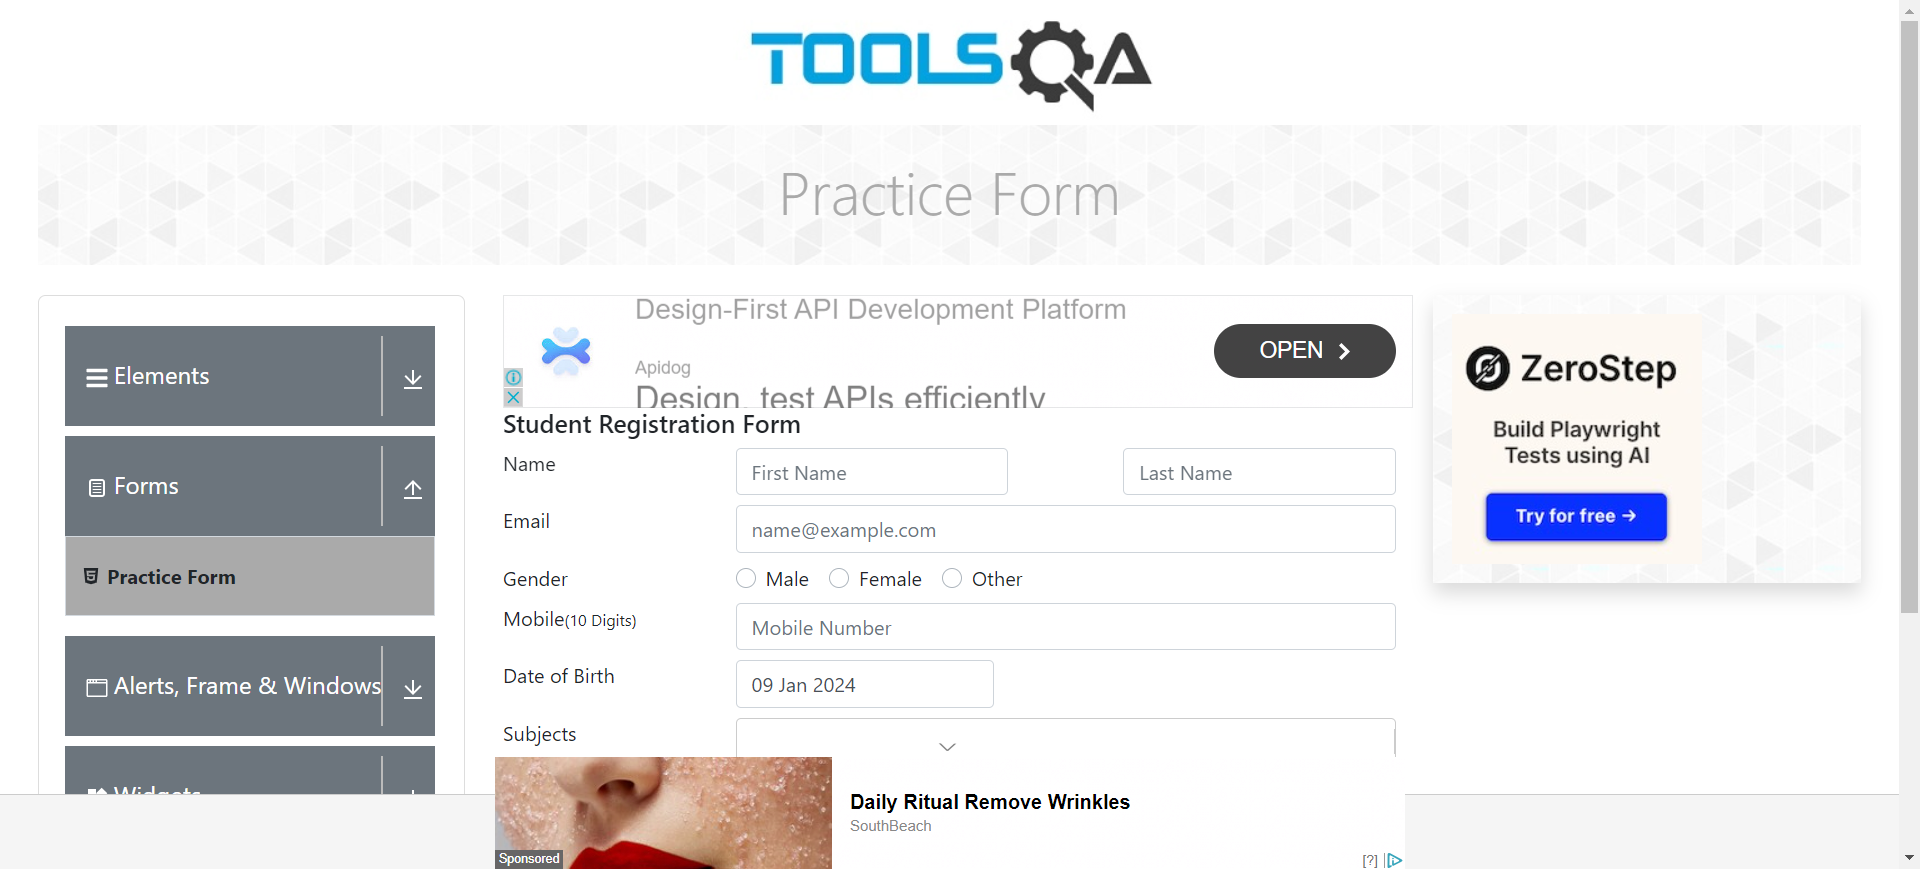 TOOLSQA
Practice Form
Elements
Forms
Practice Form
Alerts, Frame & Windows
Widgets
Design-First API Development Platform
Apidog
Design, test APIs efficiently
OPEN
Student Registration Form
Name
First Name
Last Name
Email
name@example.com
Gender
Male
Female
Other
Mobile(10 Digits)
Mobile Number
Date of Birth
09 Jan 2024
Subjects
Sponsored
Daily Ritual Remove Wrinkles
SouthBeach
[?]
ZeroStep
Build Playwright
Tests using AI
Try for free →